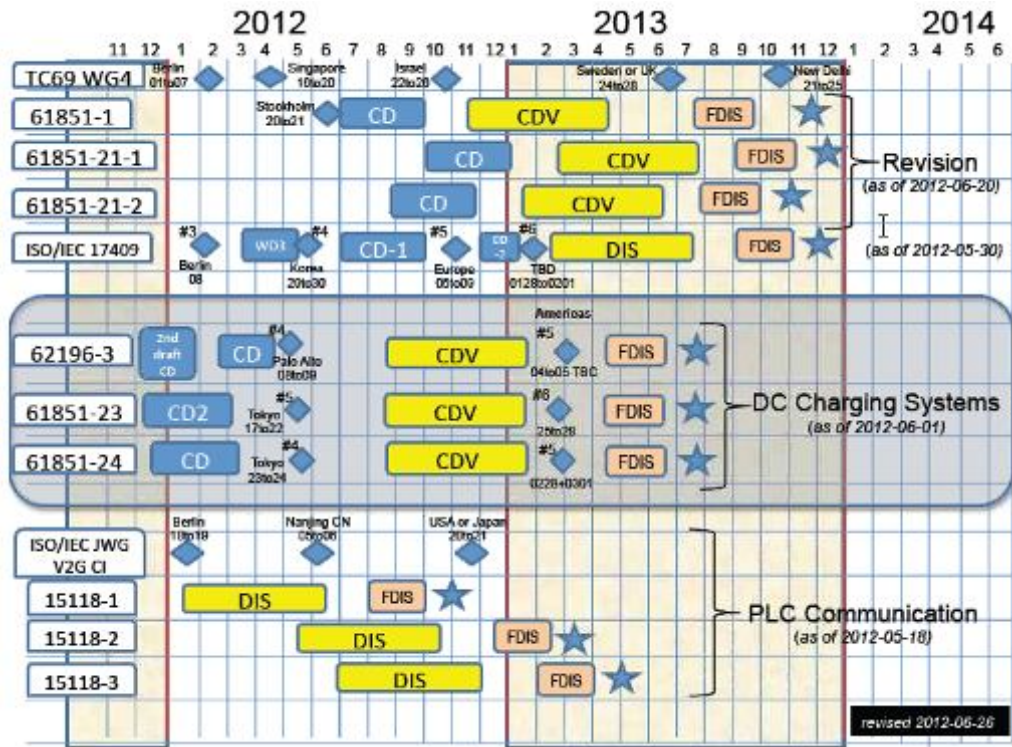 2012 2013 2014
11 12 1 2 3 4 5 6 7 8 9 10 11 12 1 2 3 4 5 6 7 8 9 10 11 12 1 2 3 4 5 6
TC69 WG4
Berlin
01to07
Singapore
Israel
Sweden or UK
24to28
New Delhi
21to25
61851-1
Stockholm
20to21
CD
CDV
FDIS
61851-21-1
CD
CDV
FDIS
Revision
(as of 2012-06-20)
61851-21-2
CD
CDV
FDIS
ISO/IEC 17409
#3
Berlin
08
WD3
#4
Korea
CD-1
#5
Europe
#6
TBD
0128to0201
DIS
FDIS
(as of 2012-05-30)
62196-3
2nd
draft
CD
CD
#4
Palo Alto
CDV
Americas
#5
04to05 TBC
FDIS
61851-23
CD2
Tokyo
17to22
#5
CDV
#6
FDIS
DC Charging Systems
(as of 2012-06-01)
61851-24
CD
Tokyo
23to24
#4
CDV
#5
0228+0301
FDIS
ISO/IEC JWG
V2G CI
Berlin
Nanjing CN
USA or Japan
20to21
15118-1
DIS
FDIS
15118-2
DIS
FDIS
PLC Communication
(as of 2012-05-18)
15118-3
DIS
FDIS
revised 2012-06-26